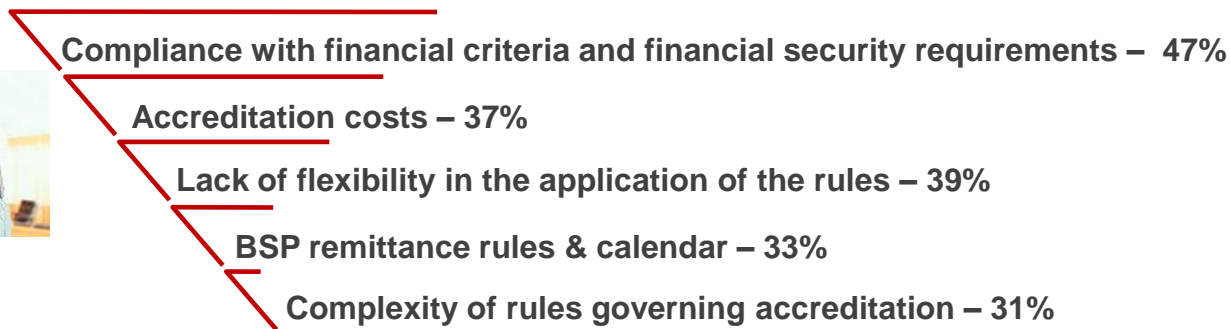 Compliance with financial criteria and financial security requirements – 47%
Accreditation costs – 37%
Lack of flexibility in the application of the rules – 39%
BSP remittance rules & calendar – 33%
Complexity of rules governing accreditation – 31%